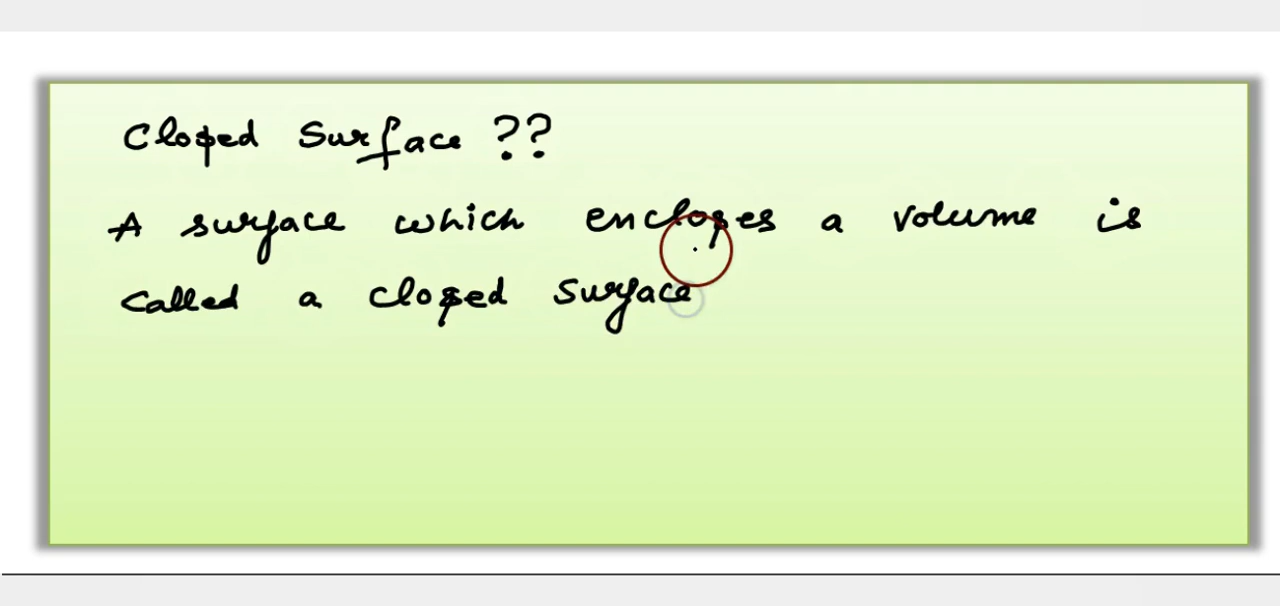 Closed Surface ??
A surface which encloses a volume is
called a closed surface